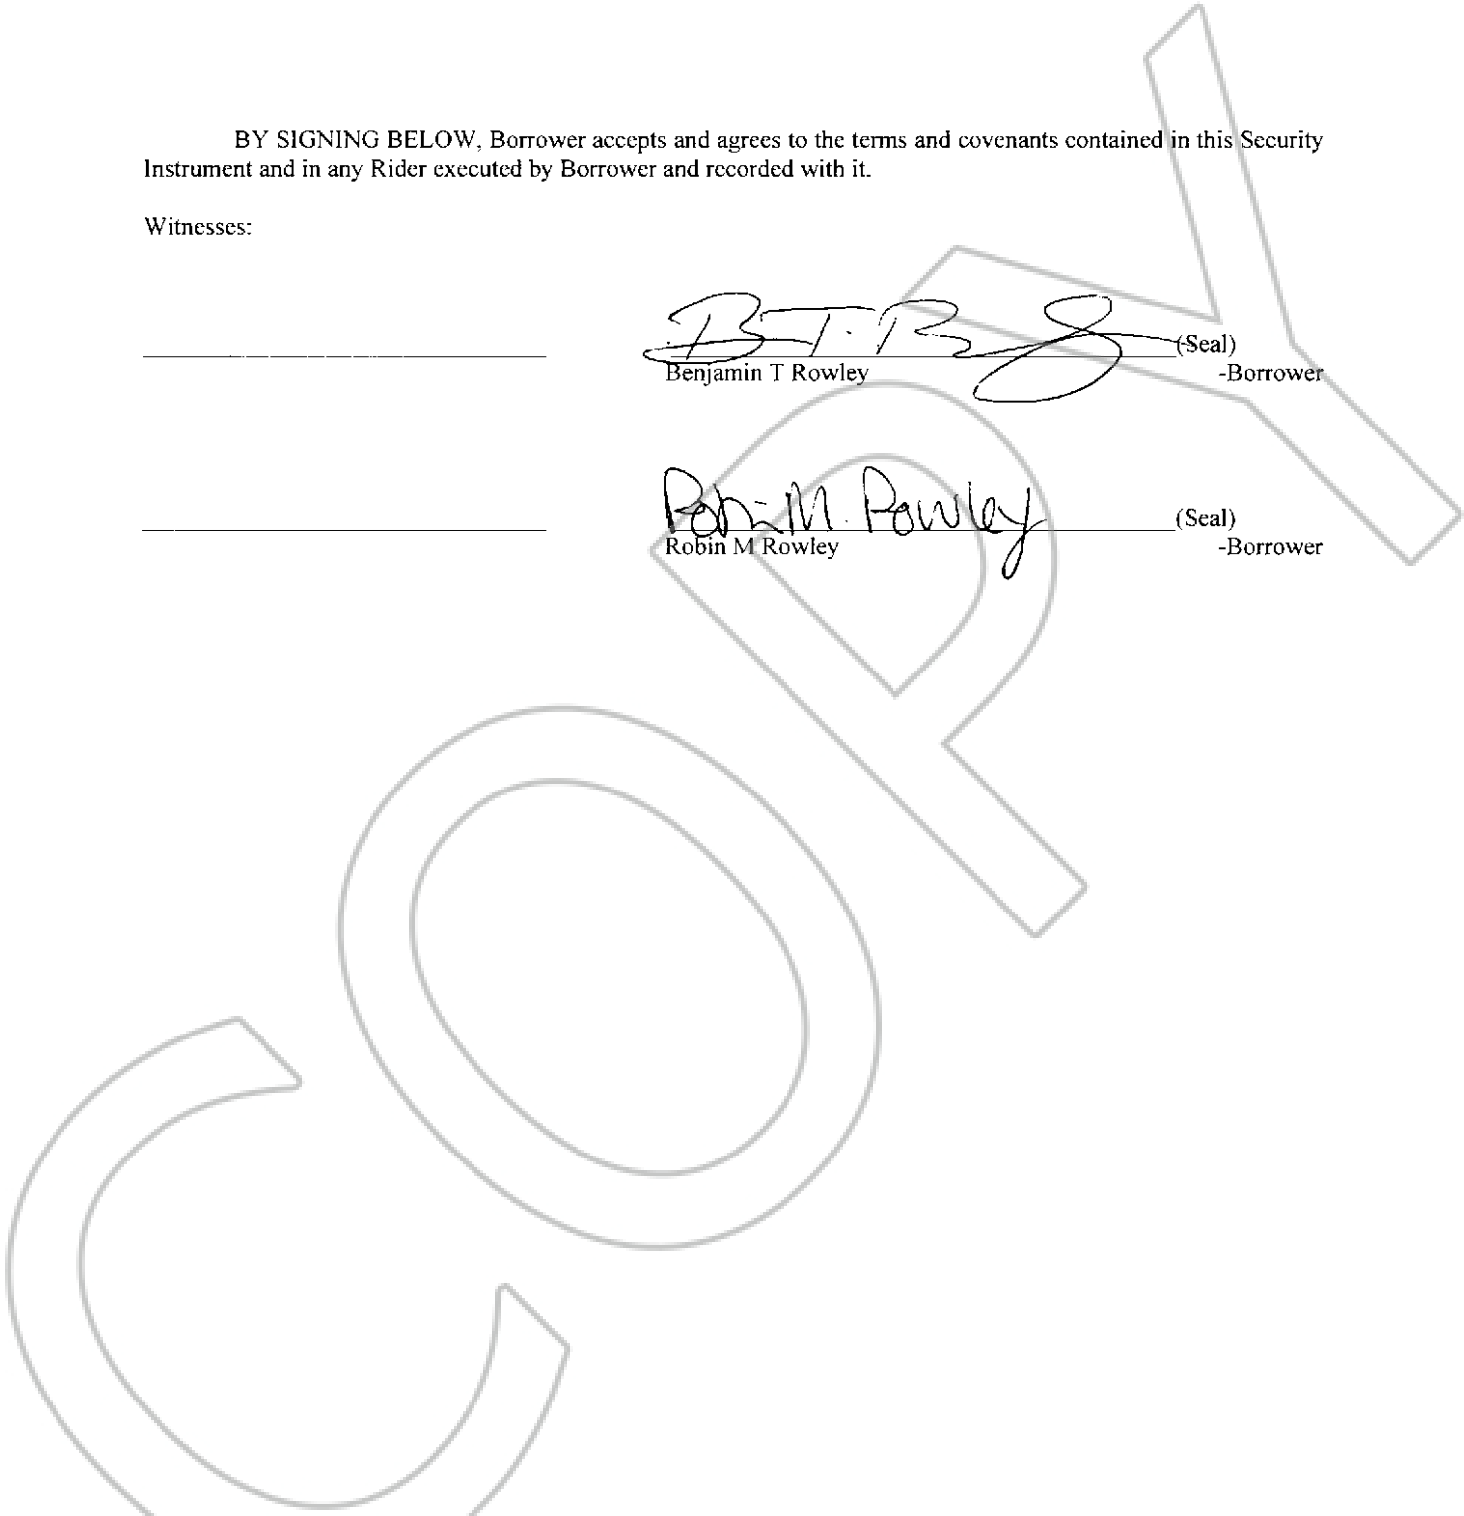 BY SIGNING BELOW, Borrower accepts and agrees to the terms and covenants contained in this Security
Instrument and in any Rider executed by Borrower and recorded with it.
Witnesses:
(Seal)
Benjamin T Rowley
-Borrower
Robin M. Rowley
(Seal)
Robin M Rowley
-Borrower
COPY